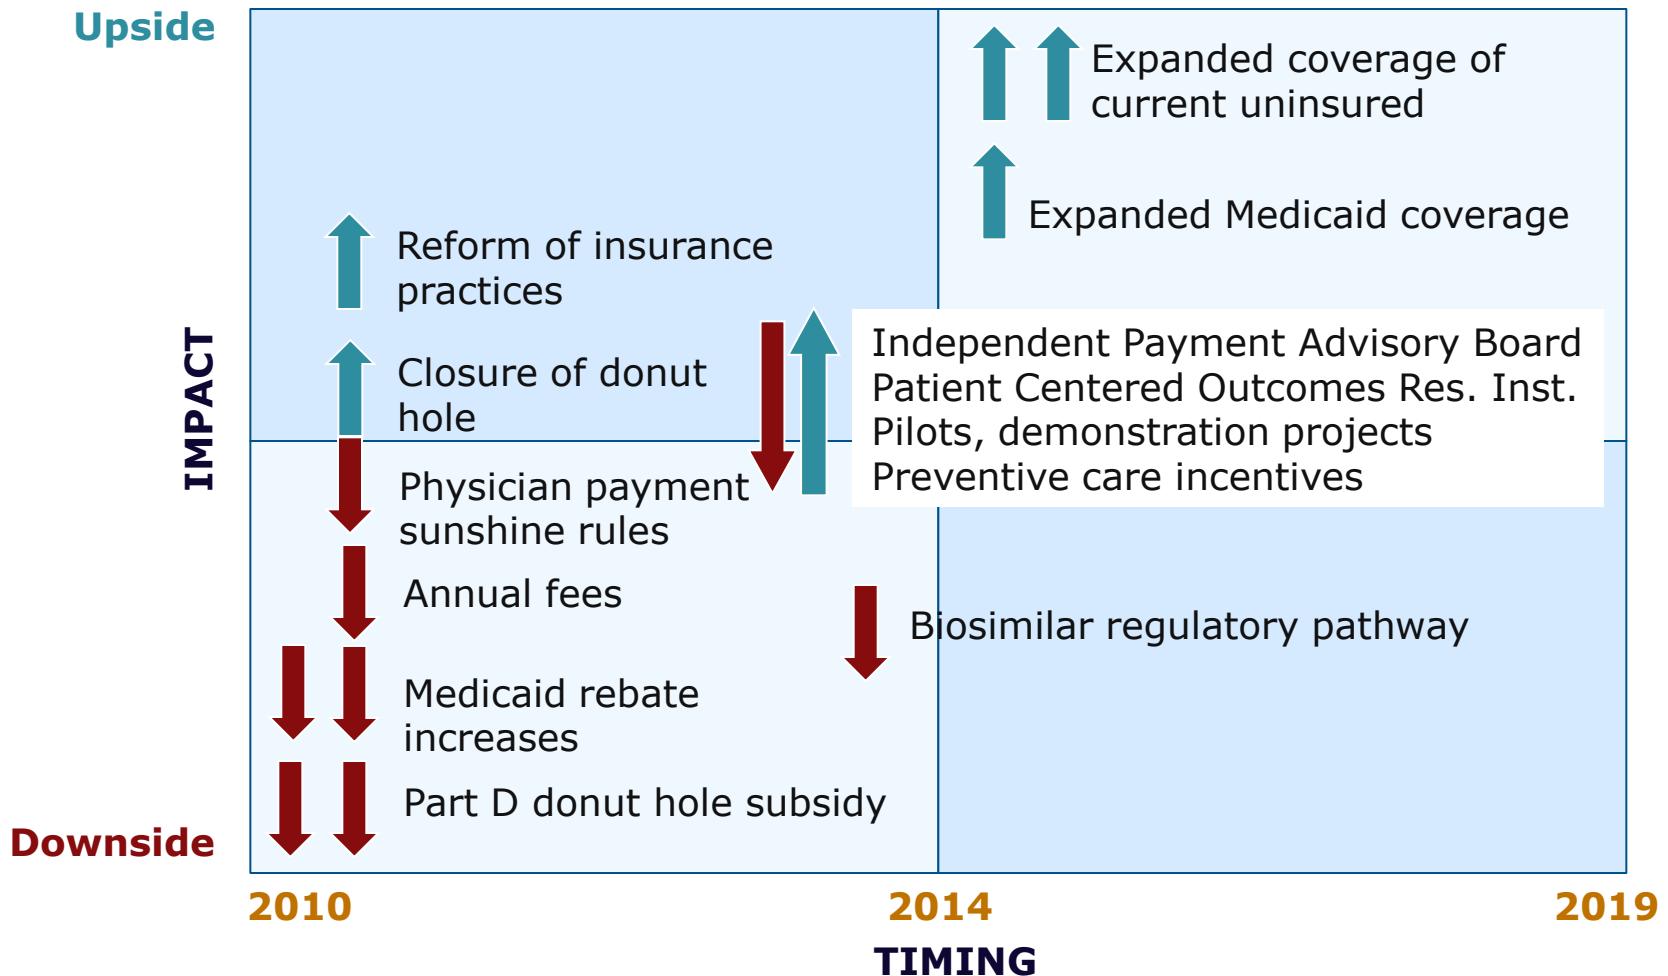 Upside
Expanded coverage of
current uninsured
Expanded Medicaid coverage
Reform of insurance
practices
Closure of donut
hole
IMPACT
Independent Payment Advisory Board
Patient Centered Outcomes Res. Inst.
Pilots, demonstration projects
Preventive care incentives
Physician payment
sunshine rules
Annual fees
Biosimilar regulatory pathway
Medicaid rebate
increases
Part D donut hole subsidy
Downside
2010
2014
2019
TIMING